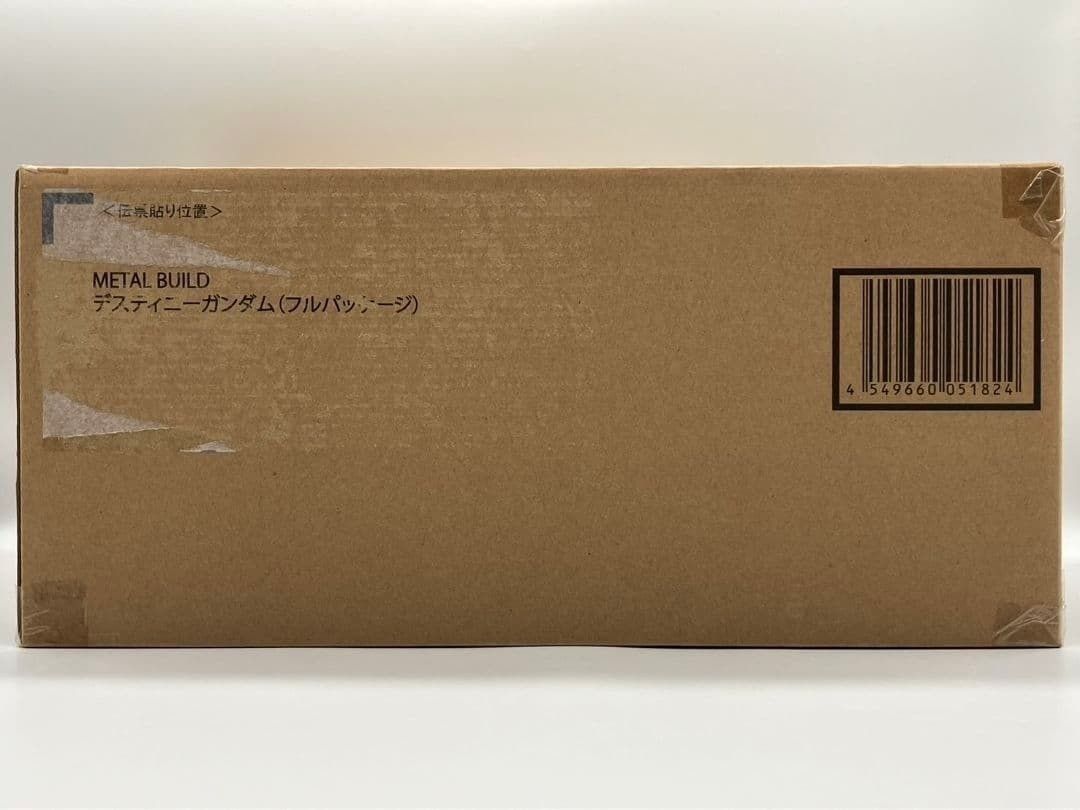 <伝票貼り位置>
METAL BUILD
デスティニーガンダム(フルパッケージ)
4 549660 051824